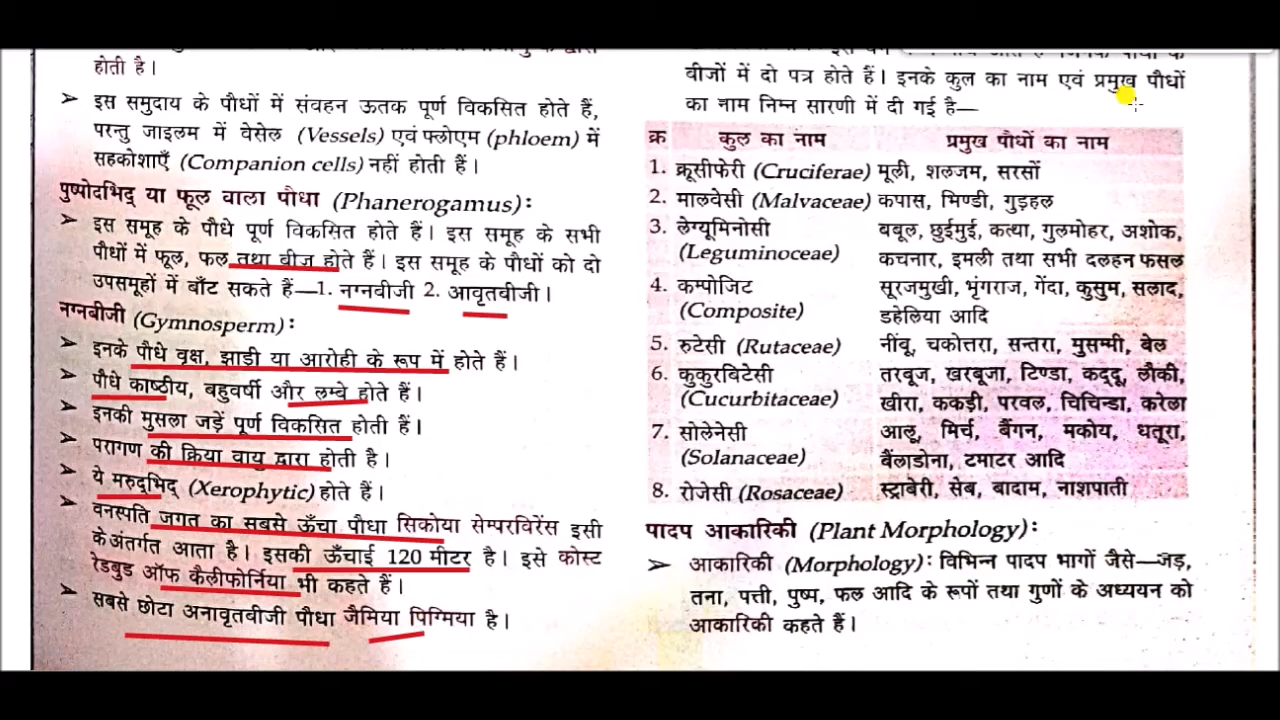 होती है।
➤ इस समुदाय के पौधों में संवहन ऊतक पूर्ण विकसित होते हैं,
परन्तु जाइलम में वेसेल (Vessels) एवं फ्लोएम (phloem) में
सहकोशाएँ (Companion cells) नहीं होती हैं।
पुष्पोदभिद् या फूल वाला पौधा (Phanerogamus) :
➤ इस समूह के पौधे पूर्ण विकसित होते हैं। इस समूह के सभी
पौधों में फूल, फल तथा बीज होते हैं। इस समूह के पौधों को दो
उपसमूहों में बाँट सकते हैं—1. नग्नबीजी 2. आवृतबीजी।
नग्नबीजी (Gymnosperm) :
➤ इनके पौधे वृक्ष, झाड़ी या आरोही के रूप में होते हैं।
➤ पौधे काष्ठीय, बहुवर्षी और लम्बे होते हैं।
➤ इनकी मुसला जड़ें पूर्ण विकसित होती हैं।
➤ परागण की क्रिया वायु द्वारा होती है।
➤ ये मरुद्भिद् (Xerophytic) होते हैं।
➤ वनस्पति जगत का सबसे ऊँचा पौधा सिकोया सेम्परविरेंस इसी
के अंतर्गत आता है। इसकी ऊँचाई 120 मीटर है। इसे कोस्ट
रेडबुड ऑफ कैलीफोर्निया भी कहते हैं।
➤ सबसे छोटा अनावृतबीजी पौधा जैमिया पिग्मिया है।
बीजों में दो पत्र होते हैं। इनके कुल का नाम एवं प्रमुख पौधों
का नाम निम्न सारणी में दी गई है—
क्र कुल का नाम प्रमुख पौधों का नाम
1. क्रूसीफेरी (Cruciferae) मूली, शलजम, सरसों
2. मालवेसी (Malvaceae) कपास, भिण्डी, गुड़हल
3. लेग्यूमिनोसी बबूल, छुईमुई, कत्था, गुलमोहर, अशोक,
(Leguminoceae) कचनार, इमली तथा सभी दलहन फसल
4. कम्पोजिट सूरजमुखी, भृंगराज, गेंदा, कुसुम, सलाद,
(Composite) डहेलिया आदि
5. रुटेसी (Rutaceae) नींबू, चकोत्तरा, सन्तरा, मुसम्मी, बेल
6. कुकुरबिटेसी तरबूज, खरबूजा, टिण्डा, कद्दू, लौकी,
(Cucurbitaceae) खीरा, ककड़ी, परवल, चिचिन्डा, करेला
7. सोलेनेसी आलू, मिर्च, बैंगन, मकोय, धतूरा,
(Solanaceae) बैंलाडोना, टमाटर आदि
8. रोजेसी (Rosaceae) स्ट्राबेरी, सेब, बादाम, नाशपाती
पादप आकारिकी (Plant Morphology) :
➤ आकारिकी (Morphology) : विभिन्न पादप भागों जैसे—जड़,
तना, पत्ती, पुष्प, फल आदि के रूपों तथा गुणों के अध्ययन को
आकारिकी कहते हैं।